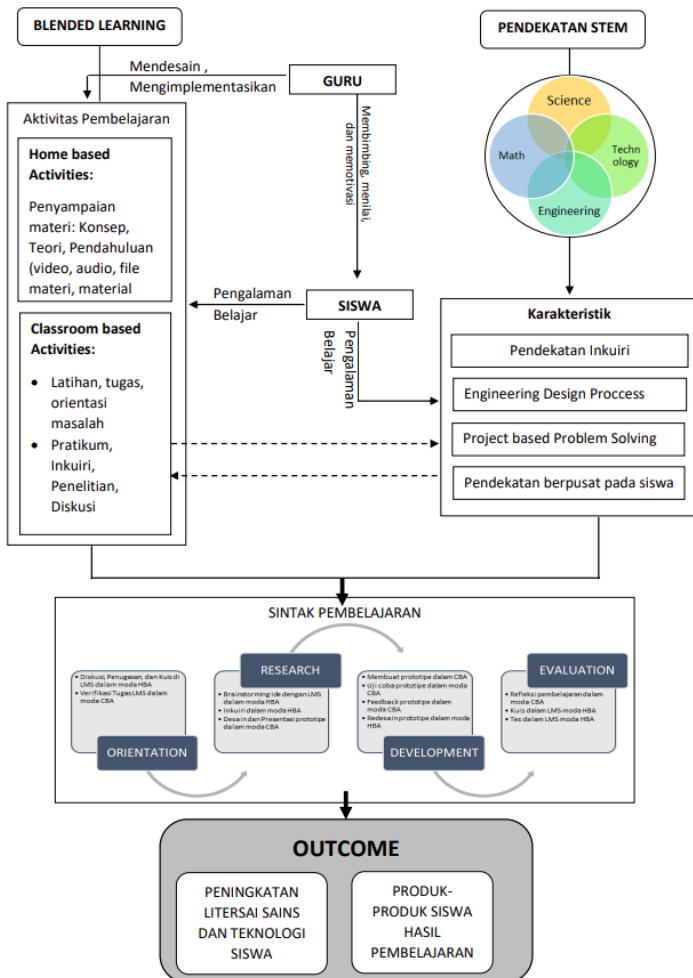 BLENDED LEARNING
PENDEKATAN STEM
Mendesain ,
Mengimplementasikan
GURU
Membimbing, menilai,
dan memotivasi
Science
Math
Techn
ology
Engineering
Aktivitas Pembelajaran
Home based
Activities:
Penyampaian
materi: Konsep,
Teori, Pendahuluan
(video, audio, file
materi, material
Pengalaman
Belajar
SISWA
Pengalaman
Belajar
Classroom based
Activities:
• Latihan, tugas,
orientasi
masalah
• Pratikum,
Inkuiri,
Penelitian,
Diskusi
Karakteristik
Pendekatan Inkuiri
Engineering Design Proccess
Project based Problem Solving
Pendekatan berpusat pada siswa
SINTAK PEMBELAJARAN
• Diskusi, Penugasan, dan Kuis di
LMS dalam moda HBA
• Verifikasi Tugas LMS dalam
moda CBA
ORIENTATION
RESEARCH
• Brainstorming ide dengan LMS
dalam moda HBA
• Inkuiri dalam moda HBA
• Desain dan Presentasi prototipe
dalam moda CBA
• Membuat prototipe dalam CBA
• Uji coba prototipe dalam moda
CBA
• Feedback prototipe dalam
moda CBA
• Redesain prototipe dalam moda
HBA
DEVELOPMENT
EVALUATION
• Refleksi pembelajaran dalam
moda CBA
• Kuis dalam LMS moda HBA
• Tes dalam LMS moda HBA
OUTCOME
PENINGKATAN
LITERSAI SAINS
DAN TEKNOLOGI
SISWA
PRODUK-
PRODUK SISWA
HASIL
PEMBELAJARAN